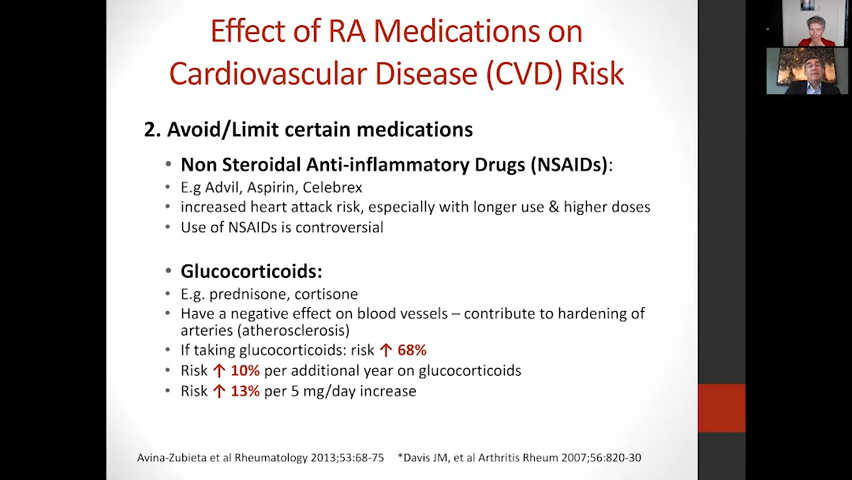 Effect of RA Medications on
Cardiovascular Disease (CVD) Risk
2. Avoid/Limit certain medications
• Non Steroidal Anti-inflammatory Drugs (NSAIDs):
• E.g Advil, Aspirin, Celebrex
• increased heart attack risk, especially with longer use & higher doses
• Use of NSAIDs is controversial
• Glucocorticoids:
• E.g. prednisone, cortisone
• Have a negative effect on blood vessels – contribute to hardening of
arteries (atherosclerosis)
• If taking glucocorticoids: risk ↑ 68%
• Risk ↑ 10% per additional year on glucocorticoids
• Risk ↑ 13% per 5 mg/day increase
Avina-Zubieta et al Rheumatology 2013;53:68-75 *Davis JM, et al Arthritis Rheum 2007;56:820-30